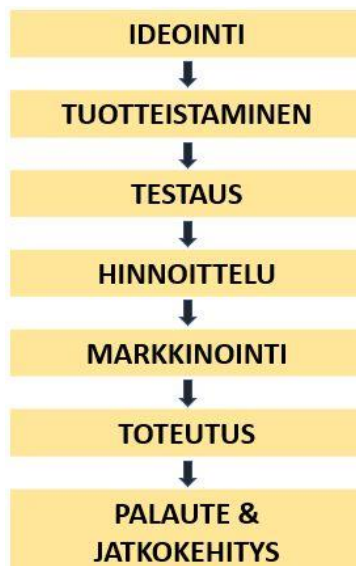 IDEOINTI
TUOTTEISTAMINEN
TESTAUS
HINNOITTELU
MARKKINOINTI
TOTEUTUS
PALAUTE &
JATKOKEHITYS